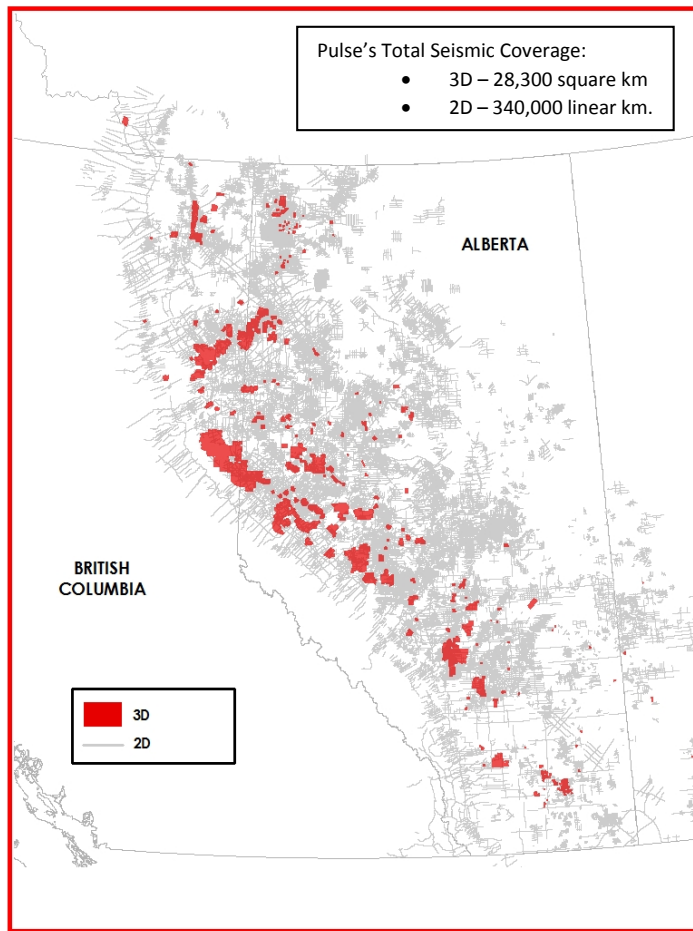 Pulse's Total Seismic Coverage:
• 3D – 28,300 square km
• 2D – 340,000 linear km.
ALBERTA
BRITISH
COLUMBIA
3D
2D